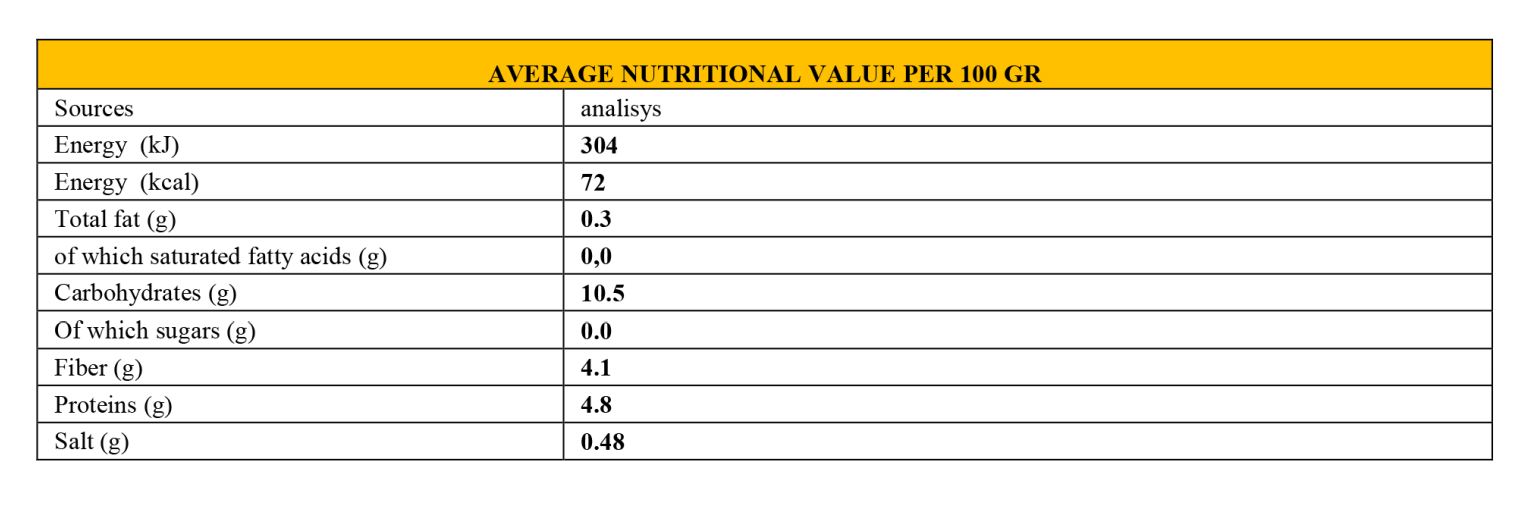 AVERAGE NUTRITIONAL VALUE PER 100 GR
Sources analisys
Energy (kJ) 304
Energy (kcal) 72
Total fat (g) 0.3
of which saturated fatty acids (g) 0,0
Carbohydrates (g) 10.5
Of which sugars (g) 0.0
Fiber (g) 4.1
Proteins (g) 4.8
Salt (g) 0.48